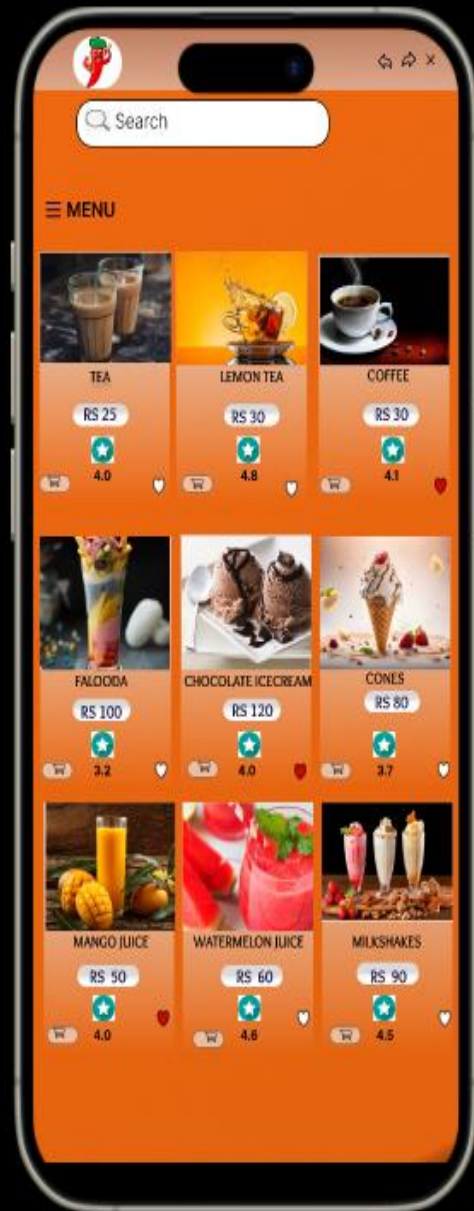 Search
MENU
TEA LEMON TEA COFFEE
RS 25 RS 30 RS 30
4.0 4.8 4.1
FALOODA CHOCOLATE ICECREAM CONES
RS 100 RS 120 RS 80
3.2 4.0 3.7
MANGO JUICE WATERMELON JUICE MILKSHAKES
RS 50 RS 60 RS 90
4.0 4.6 4.5